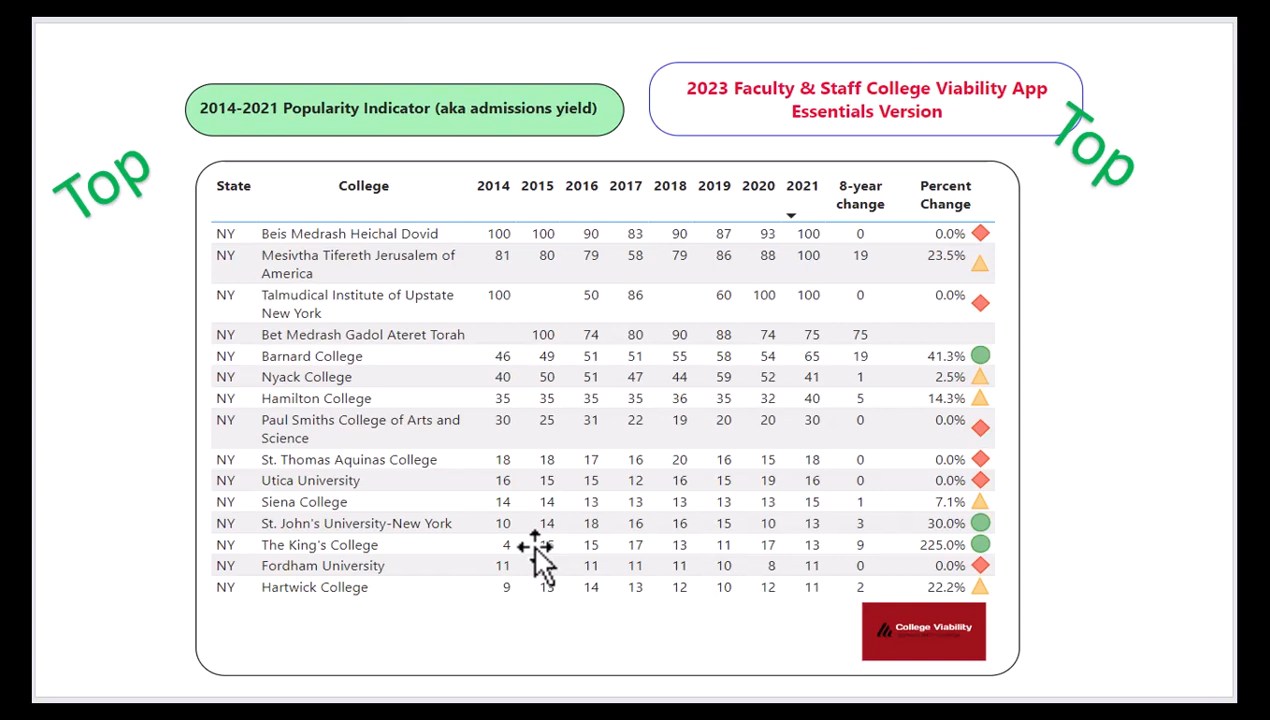 2014-2021 Popularity Indicator (aka admissions yield)
2023 Faculty & Staff College Viability App
Essentials Version
Top
Top
State College 2014 2015 2016 2017 2018 2019 2020 2021 8-year change Percent Change
NY Beis Medrash Heichal Dovid 100 100 90 83 90 87 93 100 0 0.0%
NY Mesivtha Tifereth Jerusalem of 81 80 79 58 79 86 88 100 19 23.5%
America
NY Talmudical Institute of Upstate 100 50 86 60 100 100 0 0.0%
New York
NY Bet Medrash Gadol Ateret Torah 100 74 80 90 88 74 75 75
NY Barnard College 46 49 51 51 55 58 54 65 19 41.3%
NY Nyack College 40 50 51 47 44 59 52 41 1 2.5%
NY Hamilton College 35 35 35 35 36 35 32 40 5 14.3%
NY Paul Smiths College of Arts and 30 25 31 22 19 20 20 30 0 0.0%
Science
NY St. Thomas Aquinas College 18 18 17 16 20 16 15 18 0 0.0%
NY Utica University 16 15 15 12 16 15 19 16 0 0.0%
NY Siena College 14 14 13 13 13 13 13 15 1 7.1%
NY St. John's University-New York 10 14 18 16 16 15 10 13 3 30.0%
NY The King's College 4 15 17 13 11 17 13 9 225.0%
NY Fordham University 11 11 11 11 10 8 11 0 0.0%
NY Hartwick College 9 13 14 13 12 10 12 11 2 22.2%
College Viability